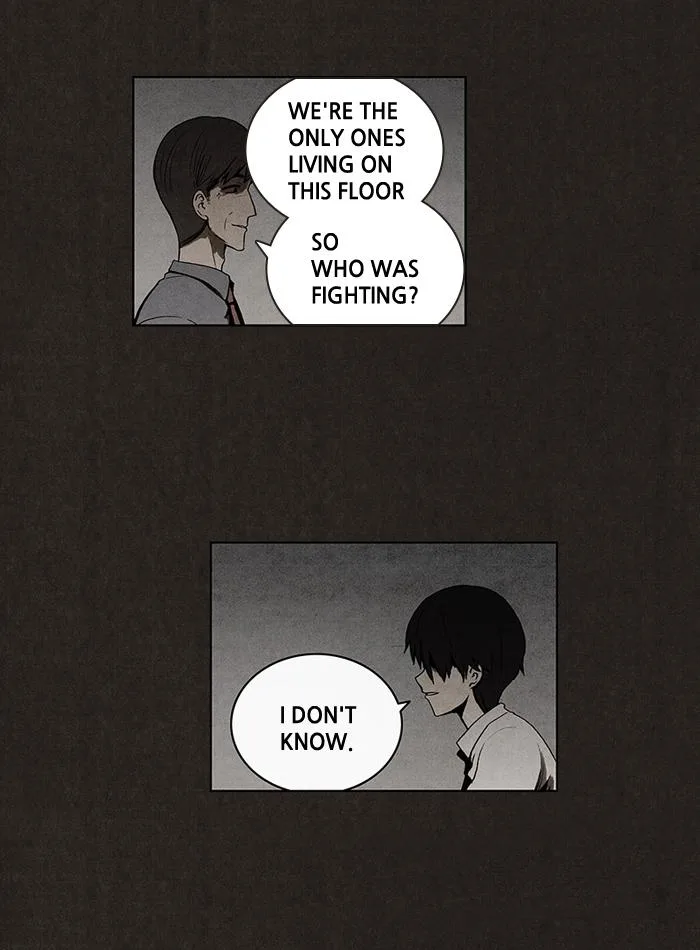 WE'RE THE
ONLY ONES
LIVING ON
THIS FLOOR
SO
WHO WAS
FIGHTING?
I DON'T
KNOW.